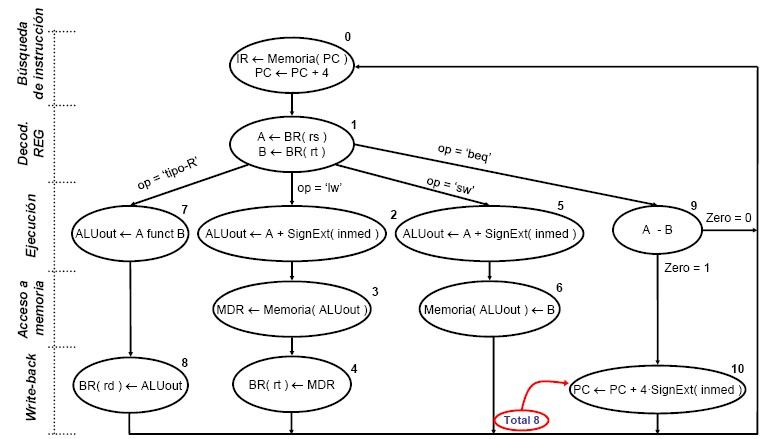 Búsqueda
de instrucción
0
IR ← Memoria( PC )
PC ← PC + 4
Decod.
REG
1
A ← BR( rs )
B ← BR( rt )
op = 'tipo-R'
op = 'lw'
op = 'sw'
op = 'beq'
Ejecución
7
ALUout ← A funct B
2
ALUout ← A + SignExt( inmed )
5
ALUout ← A + SignExt( inmed )
9
A - B
Zero = 0
Zero = 1
Acceso a
memoria
3
MDR ← Memoria( ALUout )
6
Memoria( ALUout ) ← B
Write-back
8
BR( rd ) ← ALUout
4
BR( rt ) ← MDR
10
PC ← PC + 4·SignExt( inmed )
Total 8